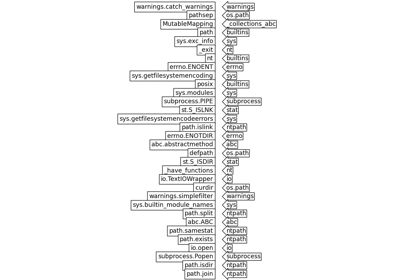 warnings.catch_warnings warnings
pathsep os.path
MutableMapping _collections_abc
path builtins
sys.exc_info sys
_exit nt
nt builtins
errno.ENOENT errno
sys.getfilesystemencoding sys
posix builtins
sys.modules sys
subprocess.PIPE subprocess
st.S_ISLNK stat
sys.getfilesystemencodeerrors sys
path.islink ntpath
errno.ENOTDIR errno
abc.abstractmethod abc
defpath os.path
st.S_ISDIR stat
_have_functions nt
io.TextIOWrapper io
curdir os.path
warnings.simplefilter warnings
sys.builtin_module_names sys
path.split ntpath
abc.ABC abc
path.samestat ntpath
path.exists ntpath
io.open io
subprocess.Popen subprocess
path.isdir ntpath
path.join ntpath